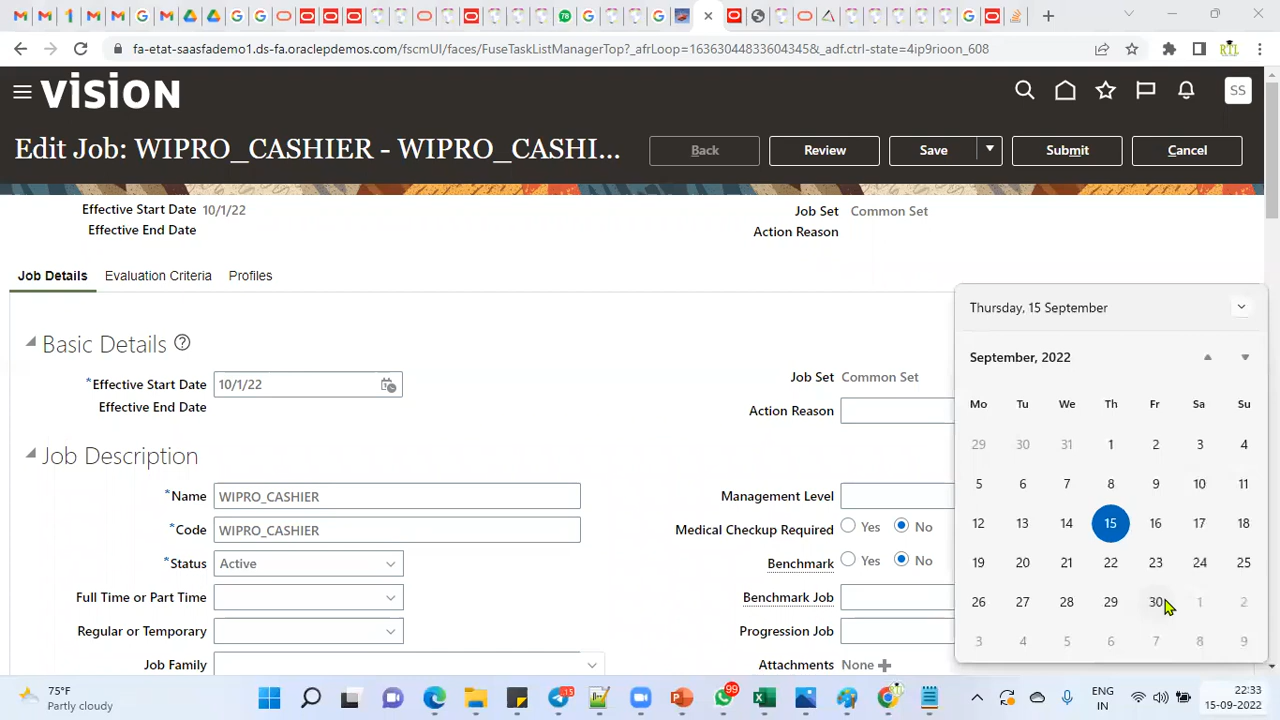 fa-etat-saasfademo1.ds-fa.oraclepdemos.com/fscmUI/faces/FuseTaskListManagerTop?_afrLoop=16363044833604345&_adf.ctrl-state=4ip9rioon_608
vision
SS
Edit Job: WIPRO_CASHIER - WIPRO_CASHI...
Back
Review
Save
Submit
Cancel
Effective Start Date 10/1/22
Job Set Common Set
Effective End Date
Action Reason
Job Details Evaluation Criteria Profiles
Basic Details
*Effective Start Date 10/1/22
Effective End Date
Job Set Common Set
Action Reason
Job Description
*Name WIPRO_CASHIER
*Code WIPRO_CASHIER
*Status Active
Full Time or Part Time
Regular or Temporary
Job Family
Management Level
Medical Checkup Required Yes No
Benchmark Yes No
Benchmark Job
Progression Job
Attachments None
Thursday, 15 September
September, 2022
Mo Tu We Th Fr Sa Su
29 30 31 1 2 3 4
5 6 7 8 9 10 11
12 13 14 15 16 17 18
19 20 21 22 23 24 25
26 27 28 29 30 1 2
3 4 5 6 7 8 9
75°F
Partly cloudy
15
99
ENG
IN
22:33
15-09-2022